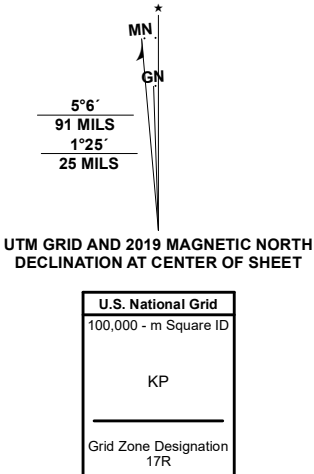 ★
MN
GN
5°6´
91 MILS
1°25´
25 MILS
UTM GRID AND 2019 MAGNETIC NORTH
DECLINATION AT CENTER OF SHEET
U.S. National Grid
100,000 - m Square ID
KP
Grid Zone Designation
17R